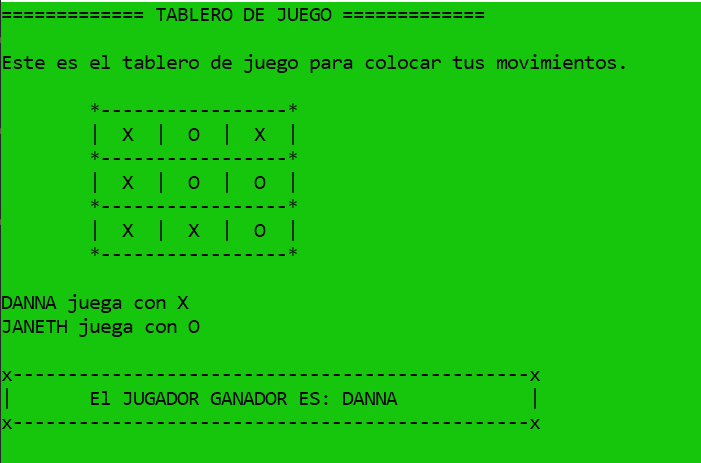 ============= TABLERO DE JUEGO =============
Este es el tablero de juego para colocar tus movimientos.
*-----------------*
|  X  |  O  |  X  |
*-----------------*
|  X  |  O  |  O  |
*-----------------*
|  X  |  X  |  O  |
*-----------------*
DANNA juega con X
JANETH juega con O
x-----------------------------------------------x
|       El JUGADOR GANADOR ES: DANNA            |
x-----------------------------------------------x